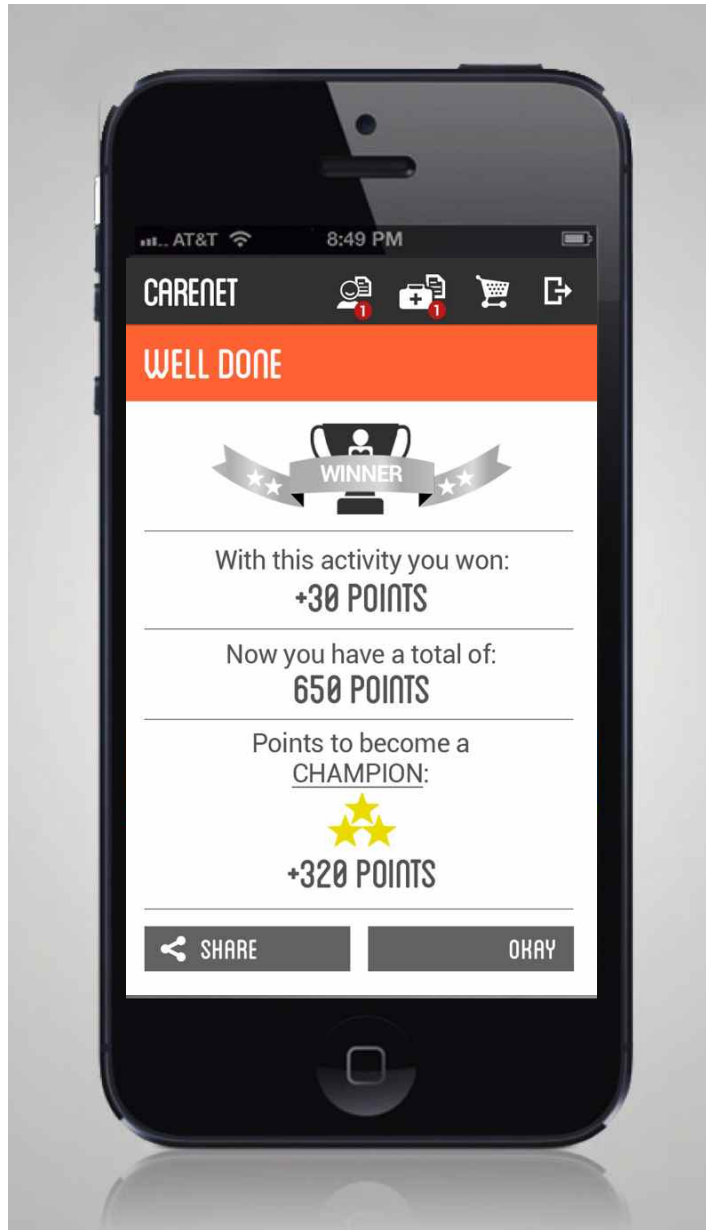 AT&T 8:49 PM
CARENET 1 1
WELL DONE
WINNER
With this activity you won:
+30 POINTS
Now you have a total of:
650 POINTS
Points to become a
CHAMPION:
+320 POINTS
SHARE OKAY